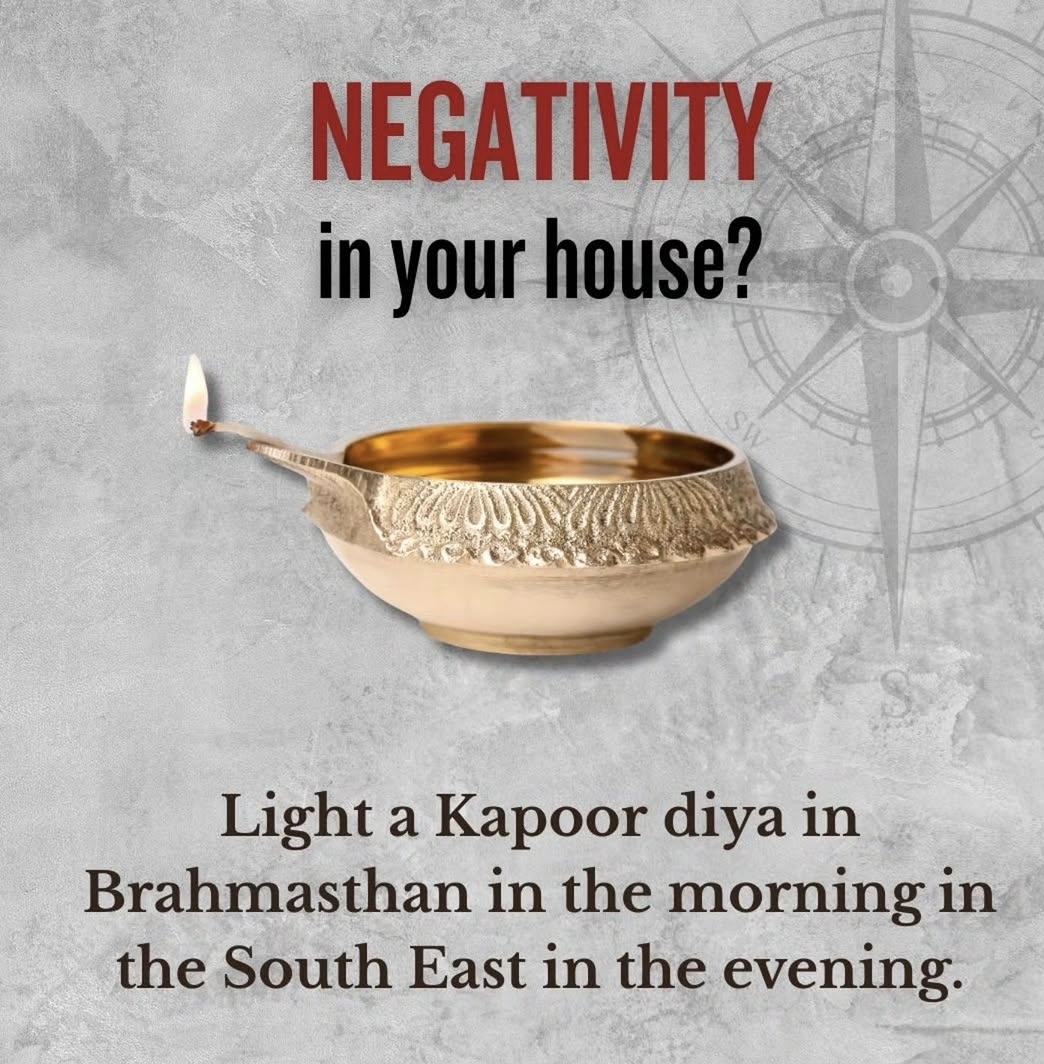 NEGATIVITY
in your house?
SW
S
Light a Kapoor diya in
Brahmasthan in the morning in
the South East in the evening.